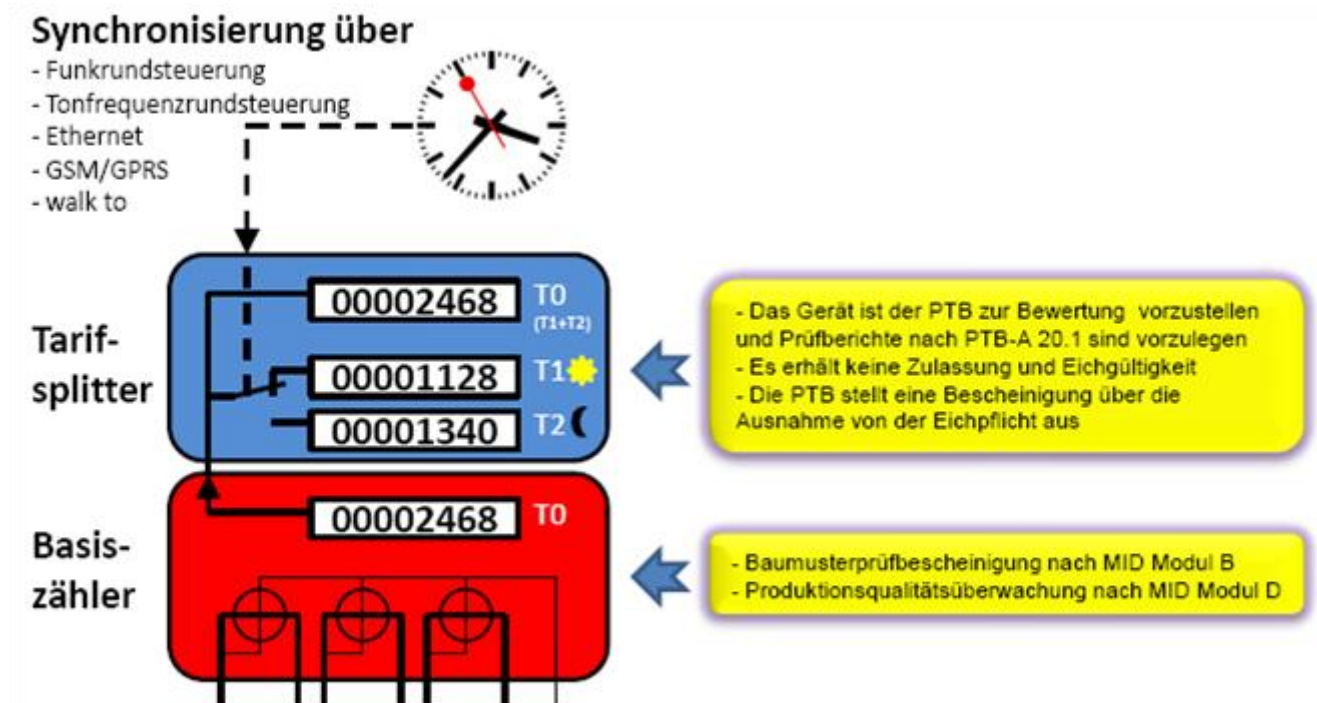 Synchronisierung über
- Funkrundsteuerung
- Tonfrequenzrundsteuerung
- Ethernet
- GSM/GPRS
- walk to
Tarif-
splitter
00002468 T0
(T1+T2)
00001128 T1
00001340 T2
- Das Gerät ist der PTB zur Bewertung vorzustellen
und Prüfberichte nach PTB-A 20.1 sind vorzulegen
- Es erhält keine Zulassung und Eichgültigkeit
- Die PTB stellt eine Bescheinigung über die
Ausnahme von der Eichpflicht aus
Basis-
zähler
00002468 T0
- Baumusterprüfbescheinigung nach MID Modul B
- Produktionsqualitätsüberwachung nach MID Modul D